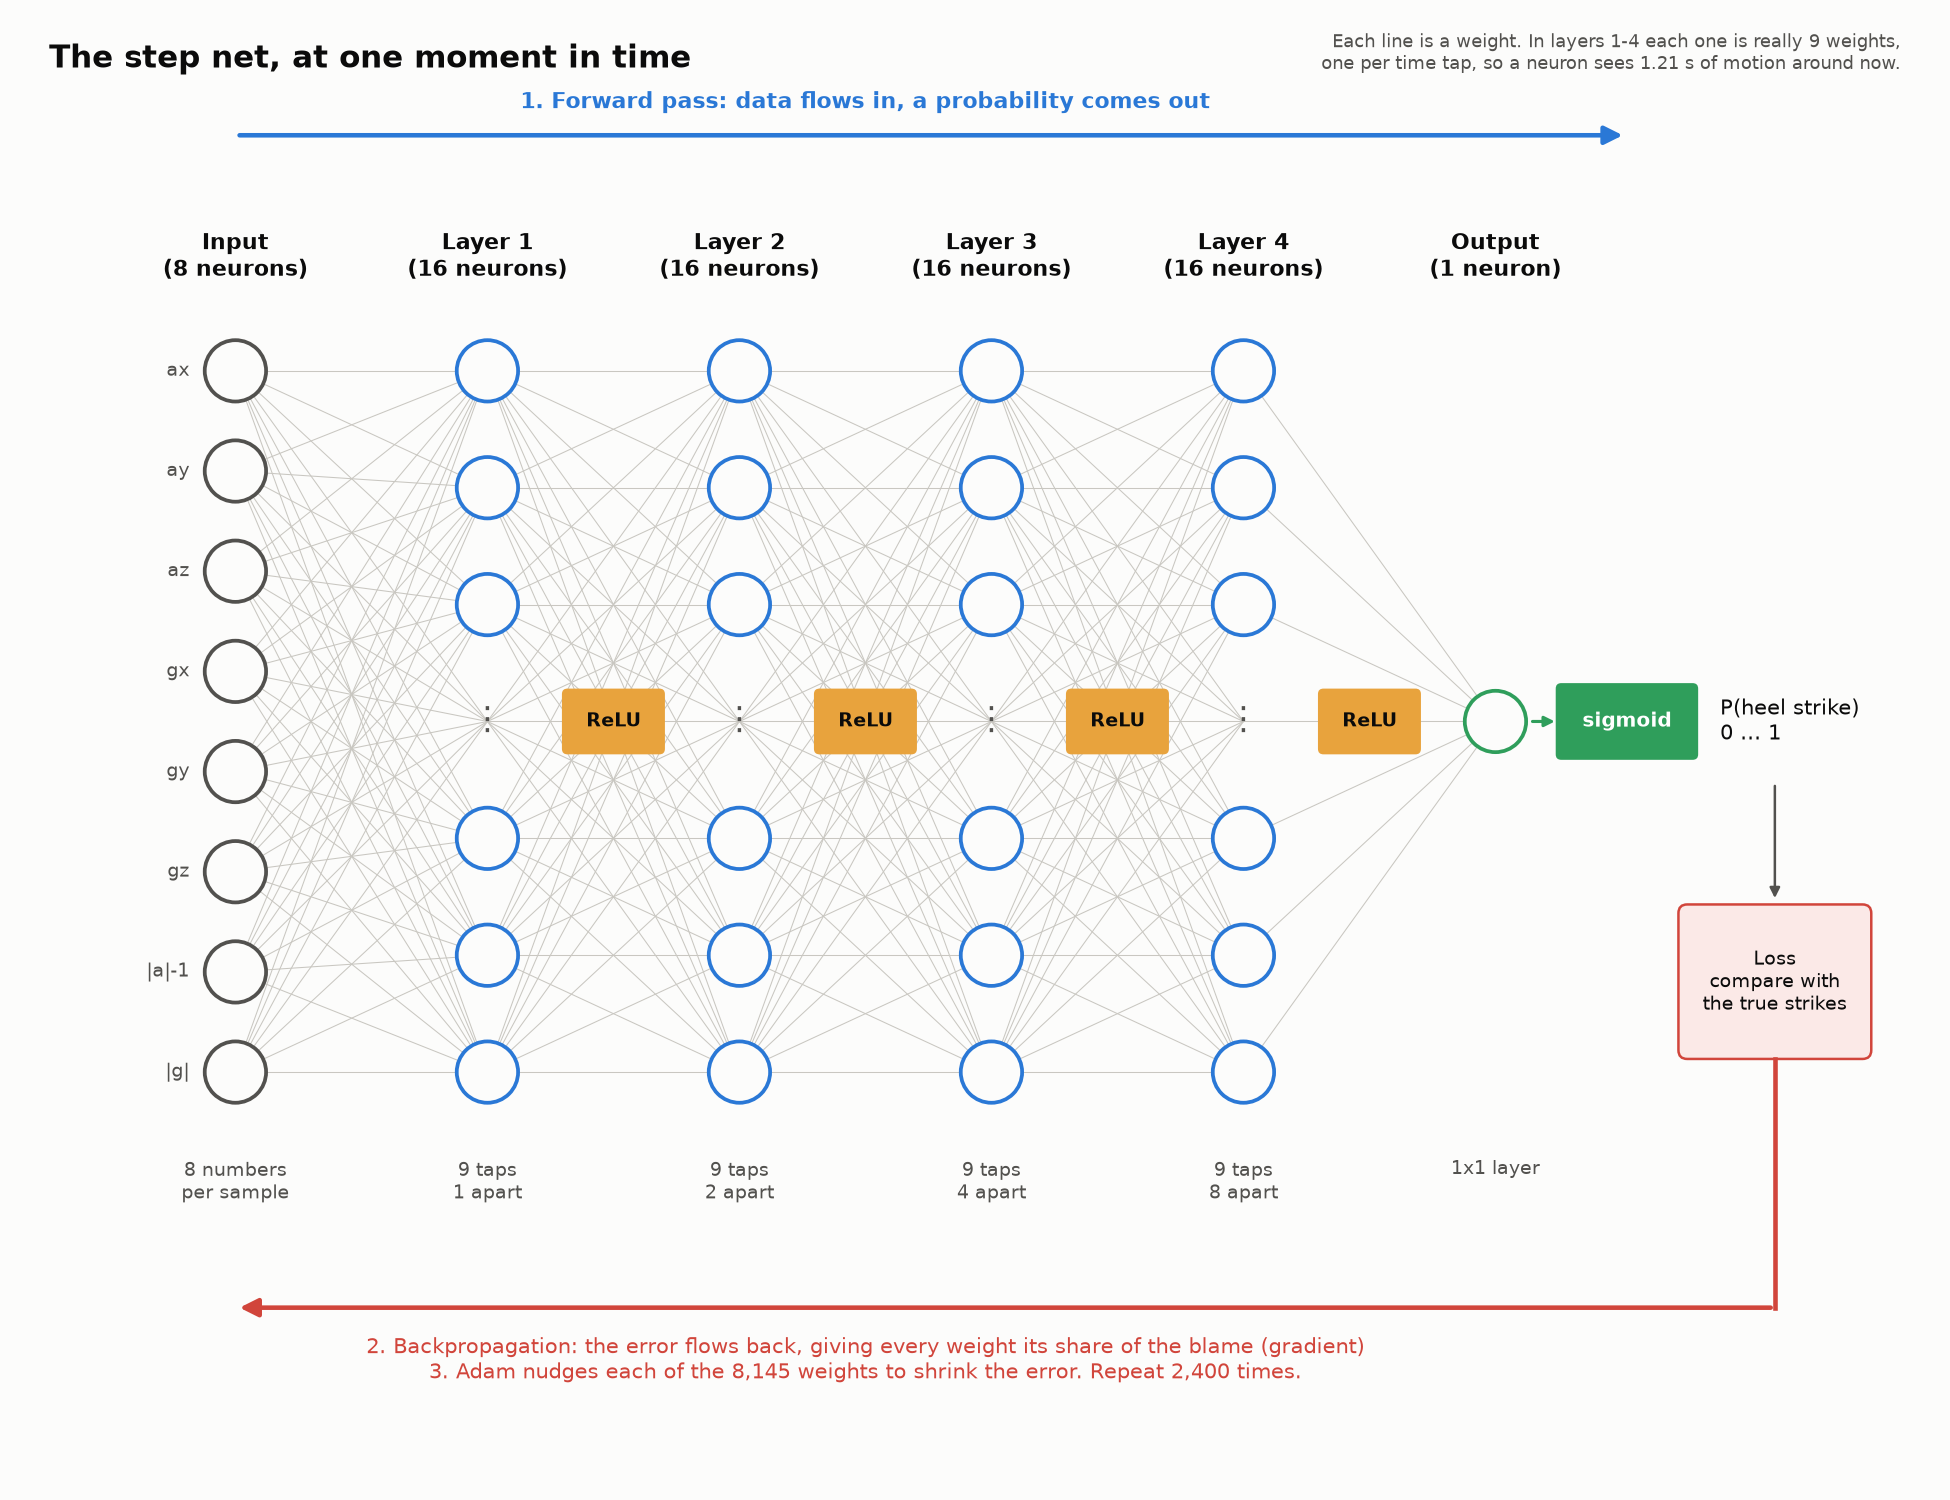 The step net, at one moment in time
Each line is a weight. In layers 1-4 each one is really 9 weights,
one per time tap, so a neuron sees 1.21 s of motion around now.
1. Forward pass: data flows in, a probability comes out
Input
(8 neurons)
Layer 1
(16 neurons)
Layer 2
(16 neurons)
Layer 3
(16 neurons)
Layer 4
(16 neurons)
Output
(1 neuron)
ax
ay
az
gx
gy
gz
|a|-1
|g|
:
ReLU
:
ReLU
:
ReLU
:
ReLU
sigmoid
P(heel strike)
0 ... 1
Loss
compare with
the true strikes
8 numbers
per sample
9 taps
1 apart
9 taps
2 apart
9 taps
4 apart
9 taps
8 apart
1x1 layer
2. Backpropagation: the error flows back, giving every weight its share of the blame (gradient)
3. Adam nudges each of the 8,145 weights to shrink the error. Repeat 2,400 times.